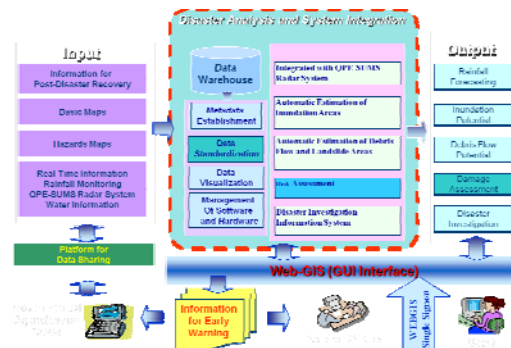 Disaster Analysis and System Integration
Input
Information for
Post-Disaster Recovery
Basic Maps
Hazards Maps
Real Time Information
Rainfall Monitoring
QPE-SUMS Radar System
Water Information
Platform for
Data Sharing
Data
Warehouse
Metadata
Establishment
Data
Standardization
Data
Visualization
Management
Of Software
and Hardware
Integrated with QPE-SUMS
Radar System
Automatic Estimation of
Inundation Areas
Automatic Estimation of Debris
Flow and Landslide Areas
Assessment
Disaster Investigation
Information System
Output
Rainfall
Forecasting
Inundation
Potential
Debris Flow
Potential
Damage
Assessment
Disaster
Investigation
Web-GIS (GUI Interface)
Information
for Early
Warning
WEBGIS
Single Signon